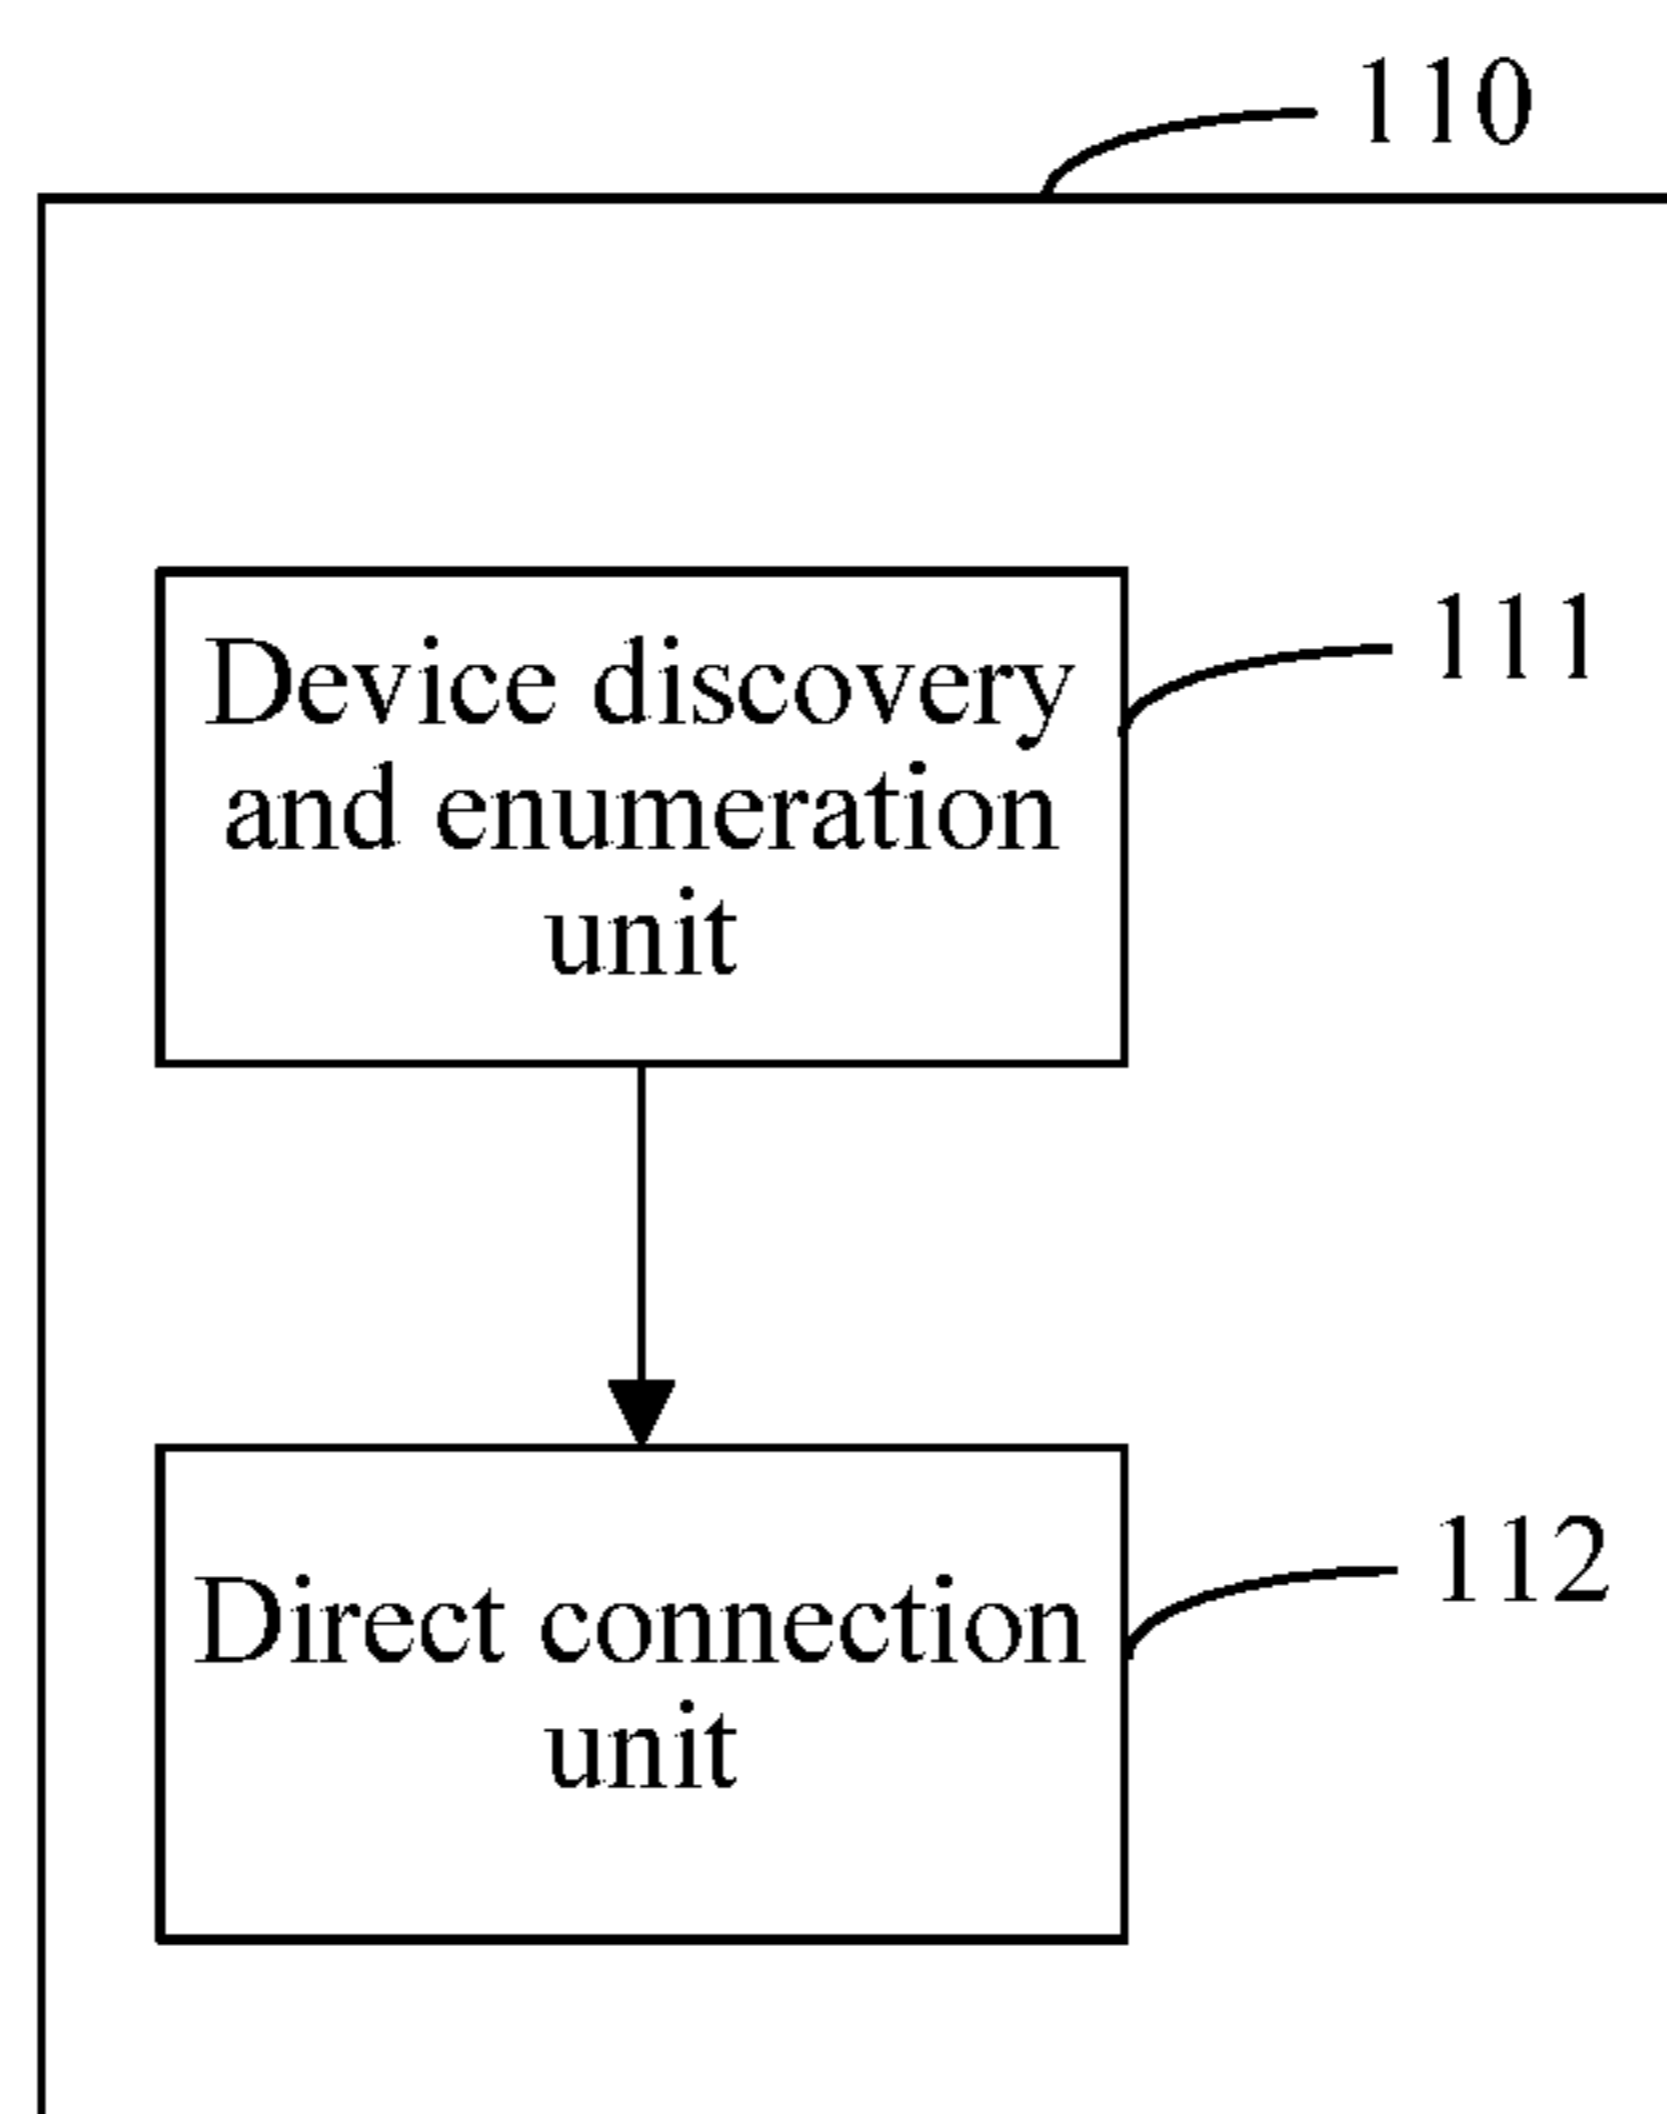 110
Device discovery
and enumeration
unit
111
Direct connection
unit
112